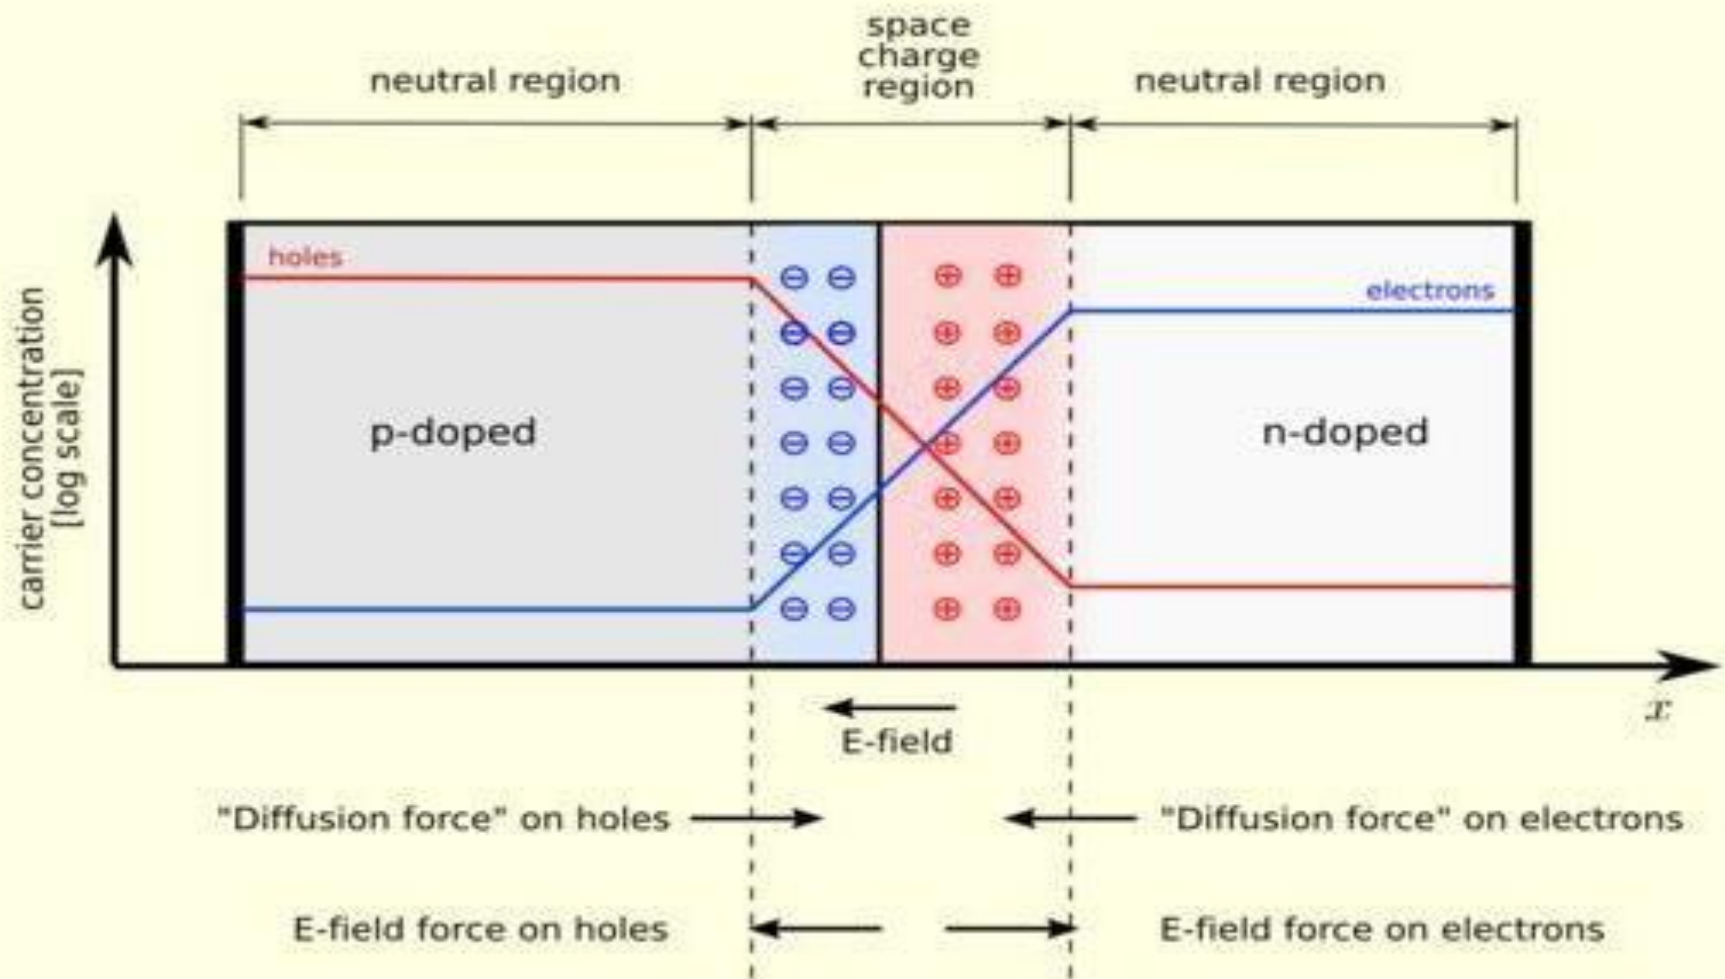 space
charge
region
neutral region
neutral region
holes
electrons
p-doped
n-doped
carrier concentration
[log scale]
x
E-field
"Diffusion force" on holes
"Diffusion force" on electrons
E-field force on holes
E-field force on electrons